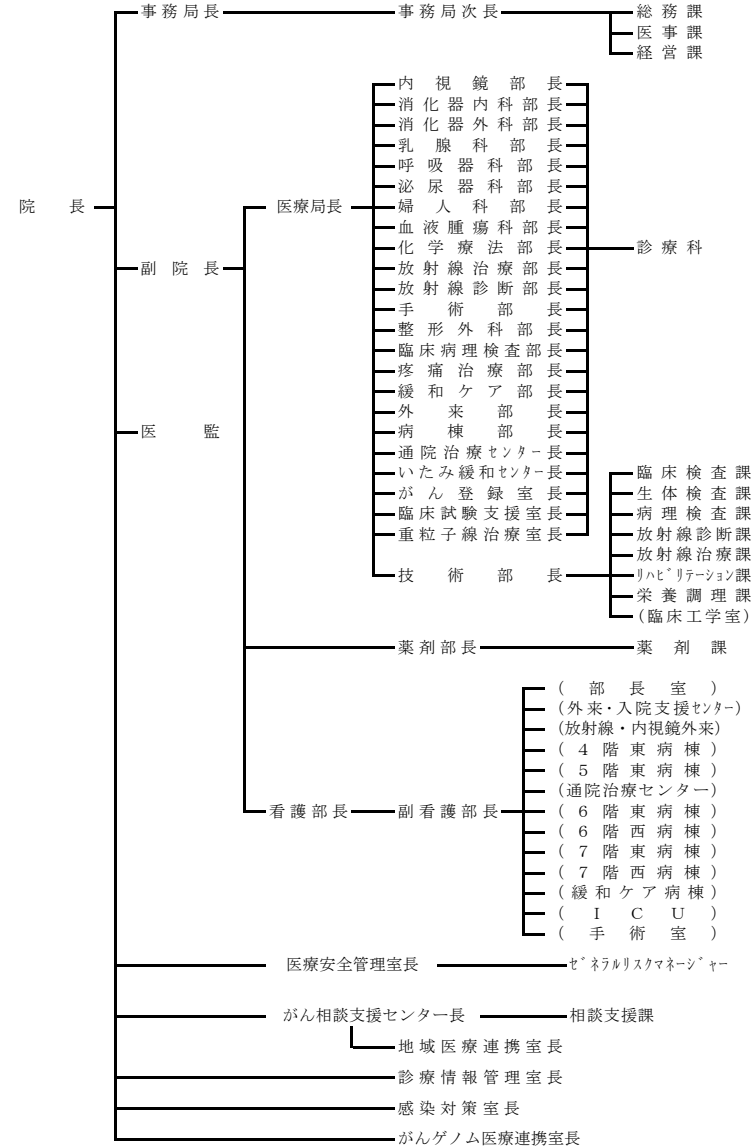 事務局長 事務局次長 総務課
医事課
経営課
内視鏡部長
消化器内科部長
消化器外科部長
乳腺科部長
呼吸器科部長
泌尿器科部長
院長 医療局長 婦人科部長
血液腫瘍科部長
化学療法部長 診療科
副院長 放射線治療部長
放射線診断部長
手術部長
整形外科部長
臨床病理検査部長
疼痛治療部長
緩和ケア部長
外来部長
医監 病棟部長
通院治療センター長
いたみ緩和センター長 臨床検査課
がん登録室長 生体検査課
臨床試験支援室長 病理検査課
重粒子線治療室長 放射線診断課
放射線治療課
技術部長 リハビリテーション課
栄養調理課
(臨床工学室)
薬剤部長 薬剤課
(部長室)
(外来・入院支援センター)
(放射線・内視鏡外来)
(4階東病棟)
(5階東病棟)
(通院治療センター)
看護部長 副看護部長 (6階東病棟)
(6階西病棟)
(7階東病棟)
(7階西病棟)
(緩和ケア病棟)
(ICU)
(手術室)
医療安全管理室長 ゼネラルリスクマネージャー
がん相談支援センター長 相談支援課
地域医療連携室長
診療情報管理室長
感染対策室長
がんゲノム医療連携室長